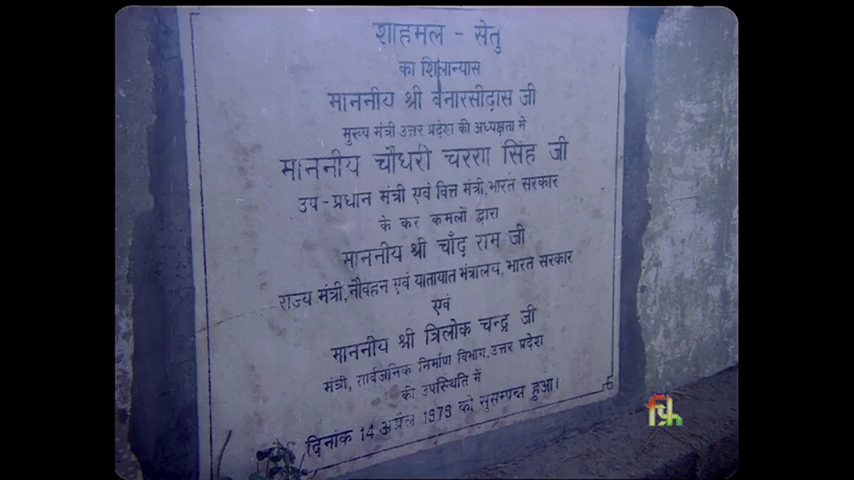 शाहमल - सेतु
का शिलान्यास
माननीय श्री बनारसीदास जी
मुख्य मंत्री उत्तर प्रदेश की अध्यक्षता में
माननीय चौधरी चरण सिंह जी
उप - प्रधान मंत्री एवं वित्त मंत्री, भारत सरकार
के कर कमलों द्वारा
माननीय श्री चाँद राम जी
राज्य मंत्री, नौवहन एवं यातायात मंत्रालय, भारत सरकार
एवं
माननीय श्री त्रिलोक चन्द्र जी
मंत्री, सार्वजनिक निर्माण विभाग, उत्तर प्रदेश
की उपस्थिति में
दिनांक 14 अप्रैल 1979 को सुसम्पन्न हुआ।